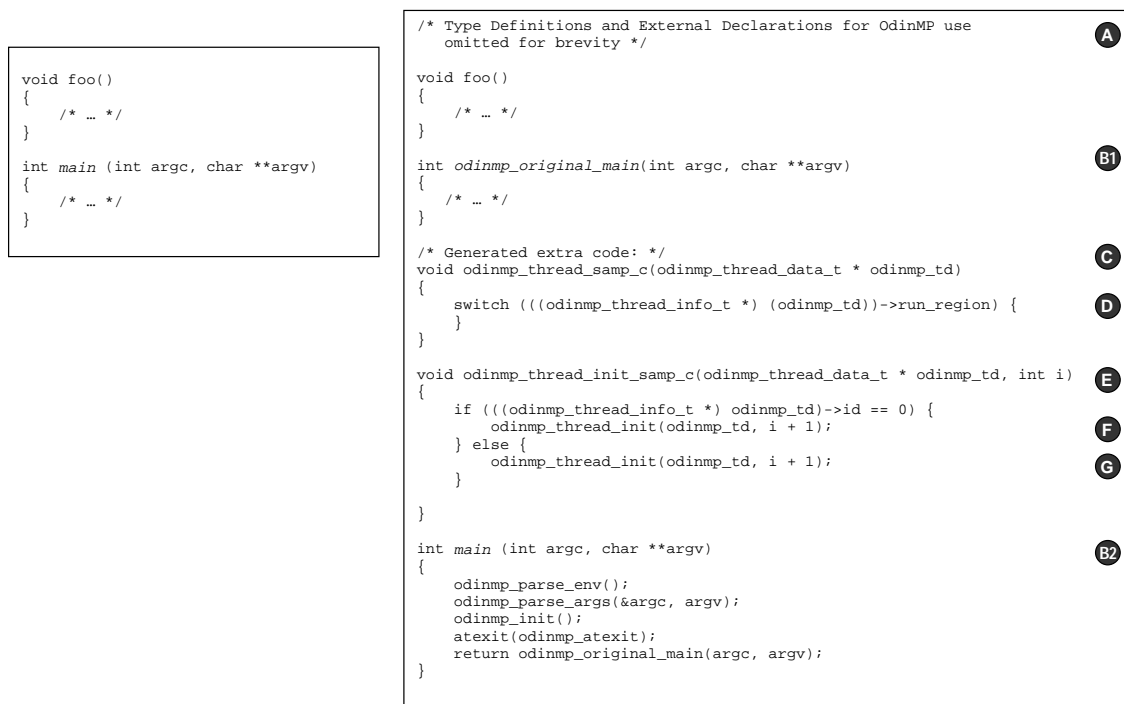 void foo()
{
/* … */
}
int main (int argc, char **argv)
{
/* … */
}
/* Type Definitions and External Declarations for OdinMP use
omitted for brevity */
A
void foo()
{
/* … */
}
int odinmp_original_main(int argc, char **argv)
B1
{
/* … */
}
/* Generated extra code: */
void odinmp_thread_samp_c(odinmp_thread_data_t * odinmp_td)
C
{
switch (((odinmp_thread_info_t *) (odinmp_td))->run_region) {
D
}
}
void odinmp_thread_init_samp_c(odinmp_thread_data_t * odinmp_td, int i)
E
{
if (((odinmp_thread_info_t *) odinmp_td)->id == 0) {
odinmp_thread_init(odinmp_td, i + 1);
F
} else {
odinmp_thread_init(odinmp_td, i + 1);
G
}
}
int main (int argc, char **argv)
B2
{
odinmp_parse_env();
odinmp_parse_args(&argc, argv);
odinmp_init();
atexit(odinmp_atexit);
return odinmp_original_main(argc, argv);
}